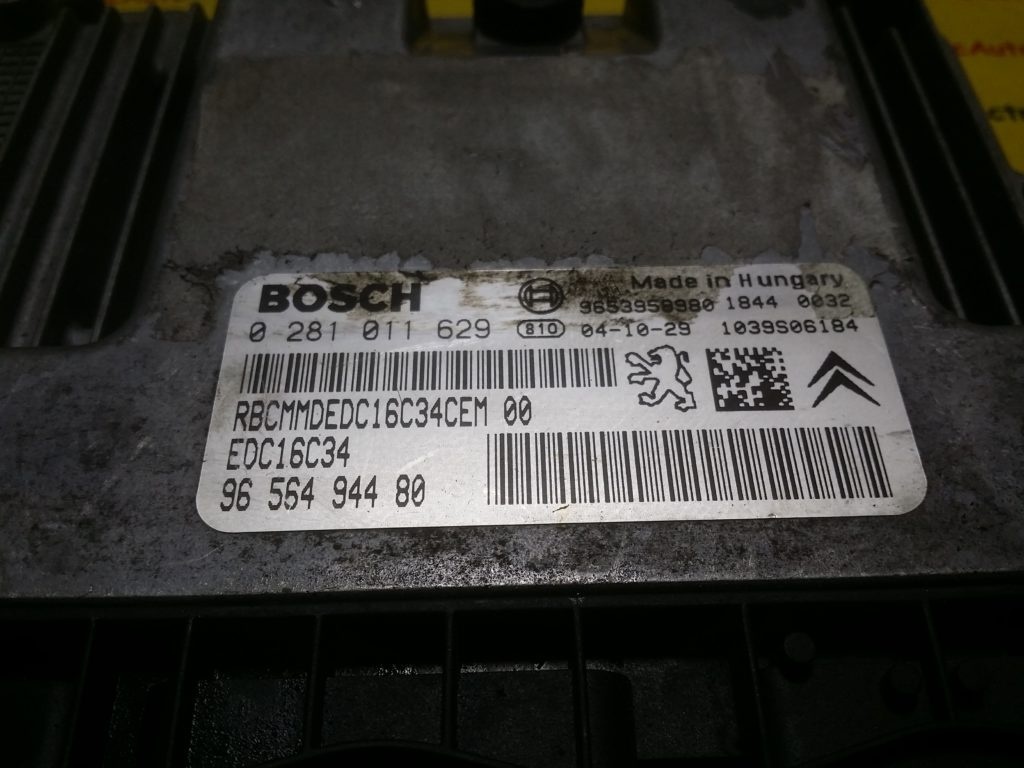 BOSCH
Made in Hungary
9653958980 1844 0032
0 281 011 629 810 04-10-29 1039S06184
RBCMMDEDC16C34CEM 00
EDC16C34
96 564 944 80